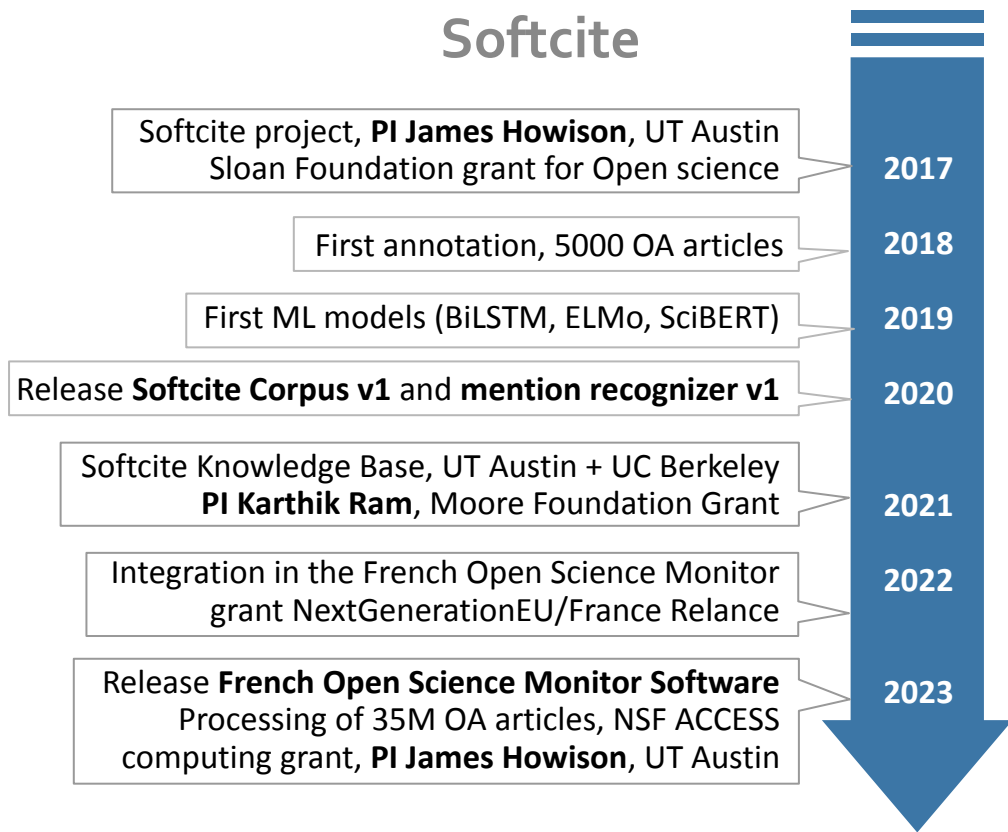 Softcite
Softcite project, PI James Howison, UT Austin
Sloan Foundation grant for Open science
2017
First annotation, 5000 OA articles
2018
First ML models (BiLSTM, ELMo, SciBERT)
2019
Release Softcite Corpus v1 and mention recognizer v1
2020
Softcite Knowledge Base, UT Austin + UC Berkeley
PI Karthik Ram, Moore Foundation Grant
2021
Integration in the French Open Science Monitor
grant NextGenerationEU/France Relance
2022
Release French Open Science Monitor Software
Processing of 35M OA articles, NSF ACCESS
computing grant, PI James Howison, UT Austin
2023